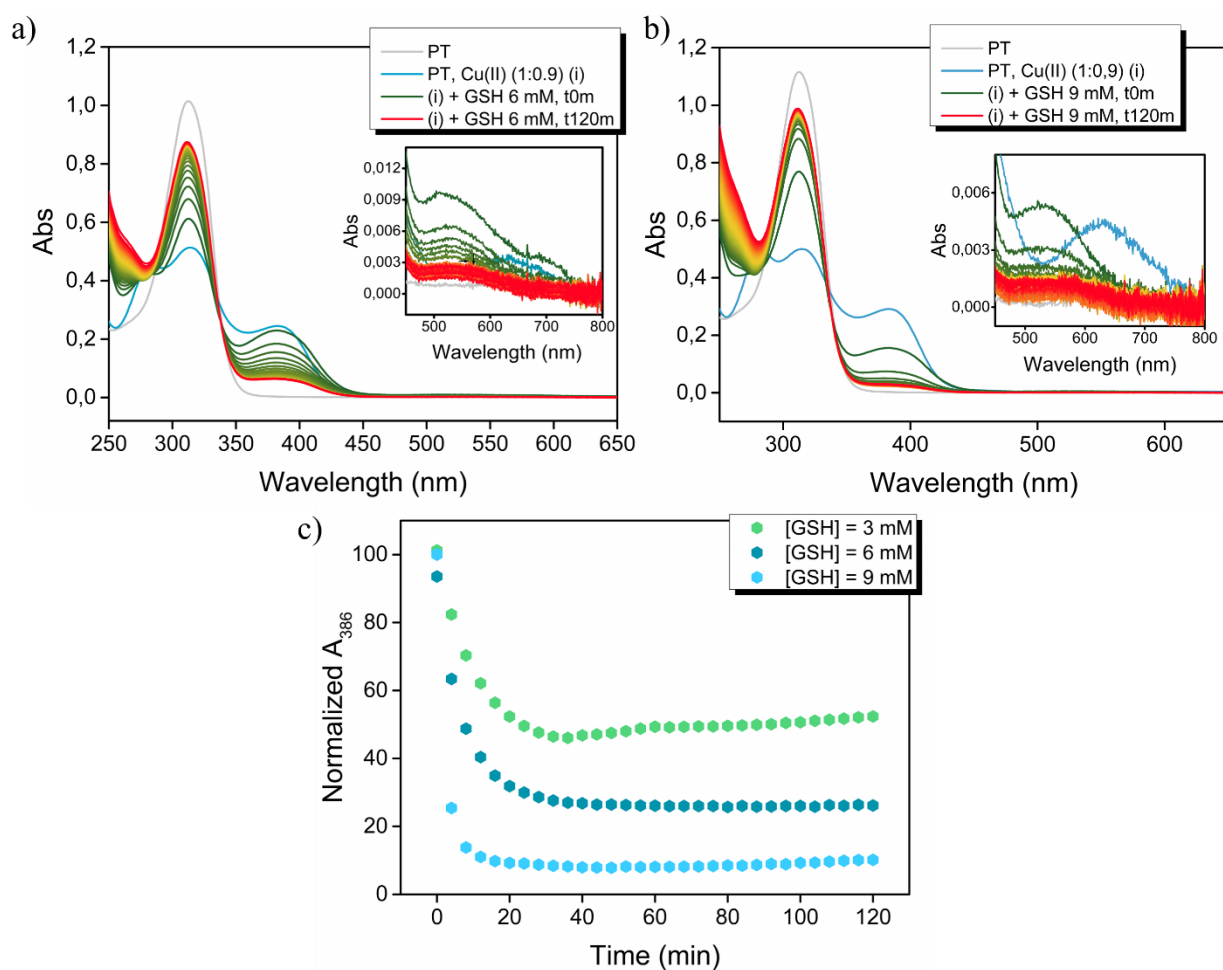 a)
PT
PT, Cu(II) (1:0.9) (i)
(i) + GSH 6 mM, t0m
(i) + GSH 6 mM, t120m
1,2
1,0
0,8
0,6
0,4
0,2
0,0
Abs
250 300 350 400 450 500 550 600 650
Wavelength (nm)
0,012
0,009
0,006
0,003
0,000
Abs
500 600 700 800
Wavelength (nm)
b)
PT
PT, Cu(II) (1:0,9) (i)
(i) + GSH 9 mM, t0m
(i) + GSH 9 mM, t120m
1,2
1,0
0,8
0,6
0,4
0,2
0,0
Abs
300 400 500 600
Wavelength (nm)
0,006
0,003
0,000
Abs
500 600 700 800
Wavelength (nm)
c)
[GSH] = 3 mM
[GSH] = 6 mM
[GSH] = 9 mM
100
80
60
40
20
0
Normalized A386
0 20 40 60 80 100 120
Time (min)